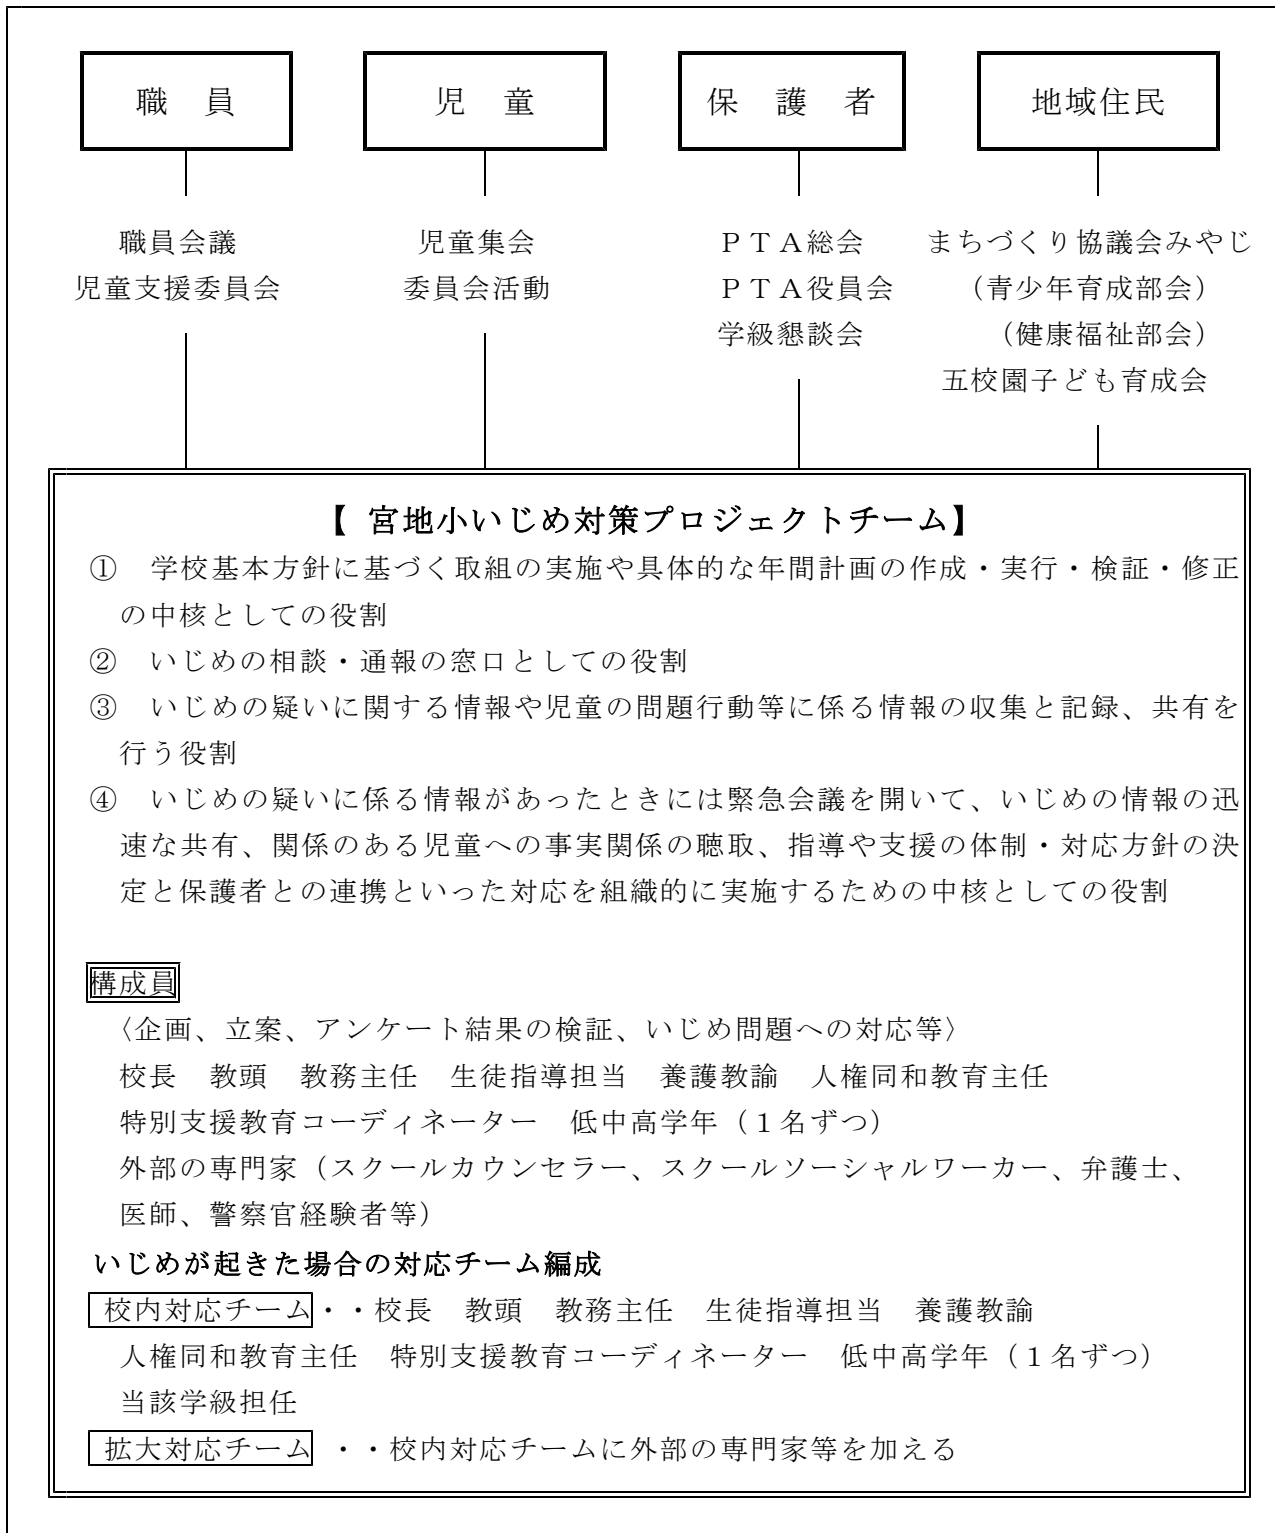 職　員　児　童　保　護　者　地域住民
職員会議　児童集会　ＰＴＡ総会　まちづくり協議会みやじ
児童支援委員会　委員会活動　ＰＴＡ役員会　（青少年育成部会）
学級懇談会　（健康福祉部会）
五校園子ども育成会
【 宮地小いじめ対策プロジェクトチーム】
①　学校基本方針に基づく取組の実施や具体的な年間計画の作成・実行・検証・修正
の中核としての役割
②　いじめの相談・通報の窓口としての役割
③　いじめの疑いに関する情報や児童の問題行動等に係る情報の収集と記録、共有を
行う役割
④　いじめの疑いに係る情報があったときには緊急会議を開いて、いじめの情報の迅
速な共有、関係のある児童への事実関係の聴取、指導や支援の体制・対応方針の決
定と保護者との連携といった対応を組織的に実施するための中核としての役割
構成員
〈企画、立案、アンケート結果の検証、いじめ問題への対応等〉
校長　教頭　教務主任　生徒指導担当　養護教諭　人権同和教育主任
特別支援教育コーディネーター　低中高学年（１名ずつ）
外部の専門家（スクールカウンセラー、スクールソーシャルワーカー、弁護士、
医師、警察官経験者等）
いじめが起きた場合の対応チーム編成
校内対応チーム・・校長　教頭　教務主任　生徒指導担当　養護教諭
人権同和教育主任　特別支援教育コーディネーター　低中高学年（１名ずつ）
当該学級担任
拡大対応チーム　・・校内対応チームに外部の専門家等を加える